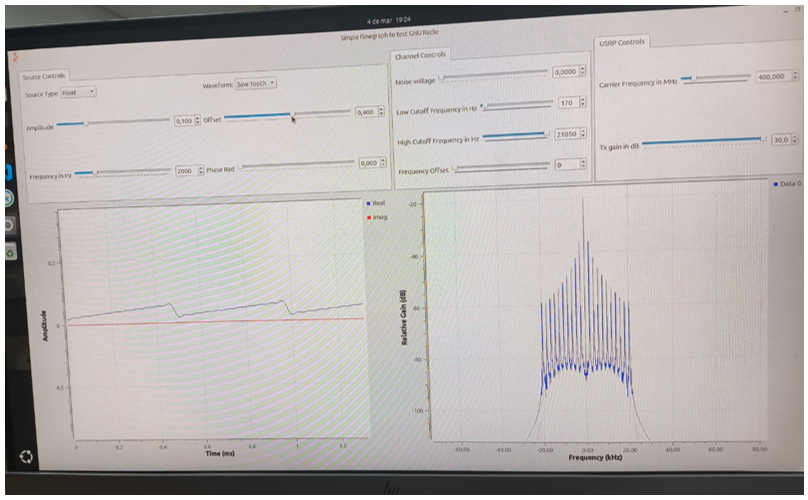 4 de mar 19:24
Simple flowgraph to test GNU Radio
Source Controls
Source Type: Float
Waveform: Saw Tooth
Amplitude 0,100
Offset 0,400
Frequency in Hz 2000
Phase Rad 0,000
Channel Controls
Noise voltage 0,0000
Low Cutoff Frequency in Hz 170
High Cutoff Frequency in Hz 21050
Frequency Offset 0
USRP Controls
Carrier Frequency in MHz 400,000
Tx gain in dB 30,0
Real
Imag
Amplitude
0
0 0.2 0.4 0.6 0.8 1 1.2
Time (ms)
Data 0
Relative Gain (dB)
-20
-40
-60
-80
-100
-60.00 -40.00 -20.00 0.00 20.00 40.00 60.00 80.00
Frequency (kHz)
hp